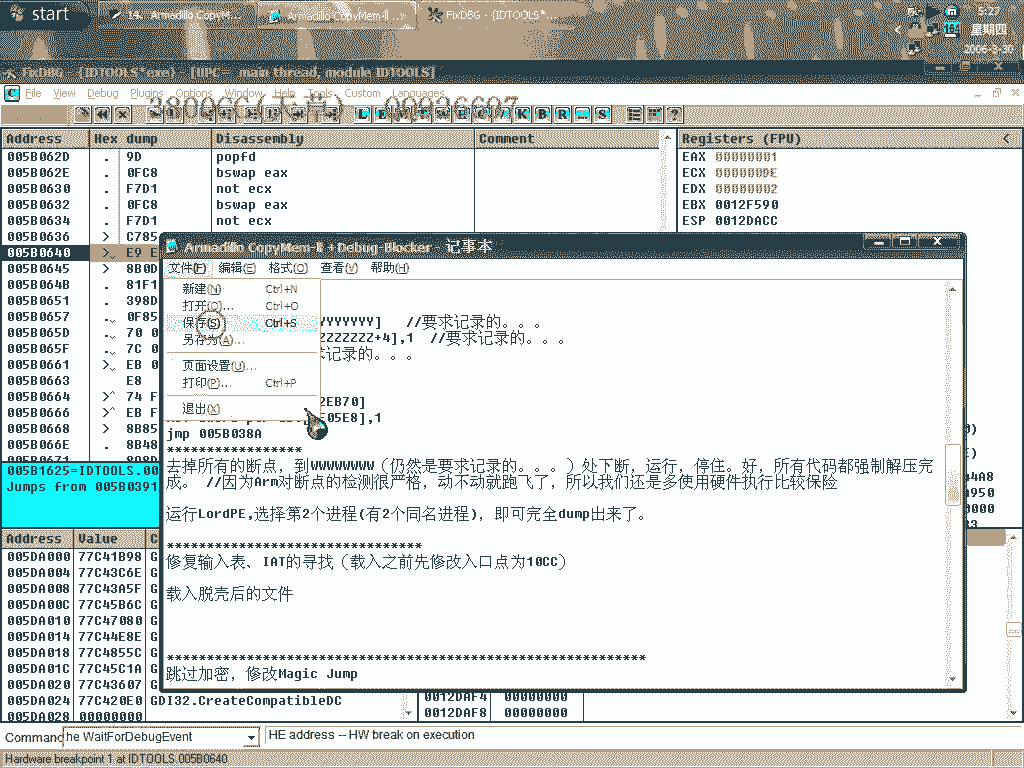 start
14. Armadillo CopyM...
Armadillo CopyMem-II ...
FixDBG - {IDTOOLS*...
5:27
星期四
2006-3-30
FixDBG - {IDTOOLS*exe} - [UPC - main thread, module IDTOOLS]
File View Debug Plugins Options Window Help Tools Custom Languages
Address Hex dump Disassembly Comment Registers (FPU)
005B062D . 9D popfd EAX 00000001
005B062E . 0FC8 bswap eax ECX
005B0630 . F7D1 not ecx EDX 00000002
005B0632 . 0FC8 bswap eax EBX 0012F590
005B0634 . F7D1 not ecx ESP 0012DACC
005B0636 > C785
005B0640 E9 E
005B0645 > 8B0D
005B064B . 81F1
005B0651 . 398D
005B0657 0F85
005B065D 70 0
005B065F 7C 0
005B0661 EB 0
005B0663 E8
005B0664 74 F
005B0666 EB F
005B0668 > 8B85
005B066E . 8B48
005B1625=IDTOOLS.00
Jumps from 005B0391
Address Value
005DA000 77C41B98 G
005DA004 77C43C6E G
005DA008 77C43A5F G
005DA00C 77C45B6C G
005DA010 77C47080 G
005DA014 77C44E8E G
005DA018 77C4855C G
005DA01C 77C45C1A G
005DA020 77C43607 G
005DA024 77C420E0 GDI32.CreateCompatibleDC
005DA028 00000000
0012DAF4 00000000
0012DAF8 00000000
Armadillo CopyMem-II +Debug-Blocker - 记事本
文件(F) 编辑(E) 格式(O) 查看(V) 帮助(H)
新建(N) Ctrl+N
打开(O)... Ctrl+O
保存(S) Ctrl+S
另存为(A)...
页面设置(U)...
打印(P)... Ctrl+P
退出(X)
YYYYYYY] //要求记录的。。。
ZZZZZZZ+4],1 //要求记录的。。。
求记录的。。。
2EB70]
05E8],1
jmp 005B038A
*****************
去掉所有的断点，到WWWWWWWW（仍然是要求记录的。。。）处下断，运行，停住。好，所有代码都强制解压完
成。 //因为Arm对断点的检测很严格，动不动就跑飞了，所以我们还是多使用硬件执行比较保险
运行LordPE,选择第2个进程(有2个同名进程)，即可完全dump出来了。
********************************
修复输入表、IAT的寻找（载入之前先修改入口点为10CC）
载入脱壳后的文件
************************************************************
跳过加密，修改Magic Jump
Command he WaitForDebugEvent HE address -- HW break on execution
Hardware breakpoint 1 at IDTOOLS.005B0640